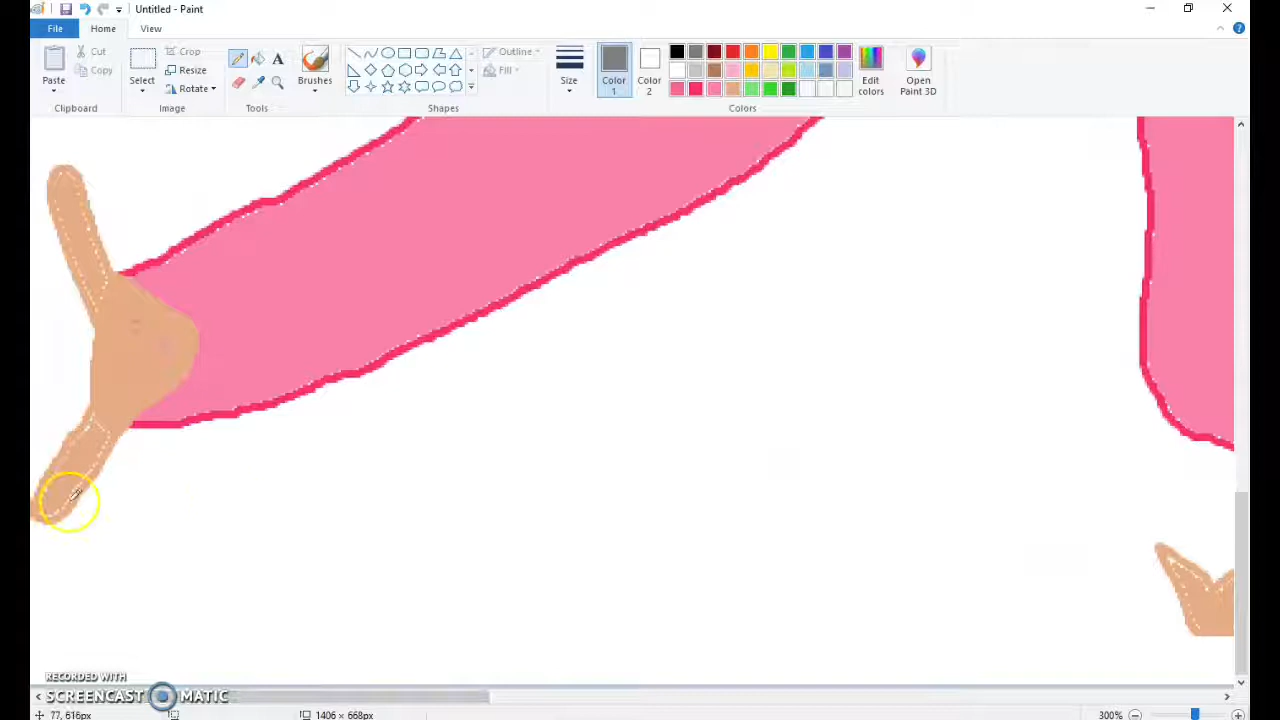 Untitled - Paint
File Home View
Cut Crop Outline
Copy Resize Fill
Paste Select Rotate A Brushes Size Color 1 Color 2 Edit colors Open Paint 3D
Clipboard Image Tools Shapes Colors
RECORDED WITH
SCREENCAST MATIC
77, 616px 1406 × 668px 300%